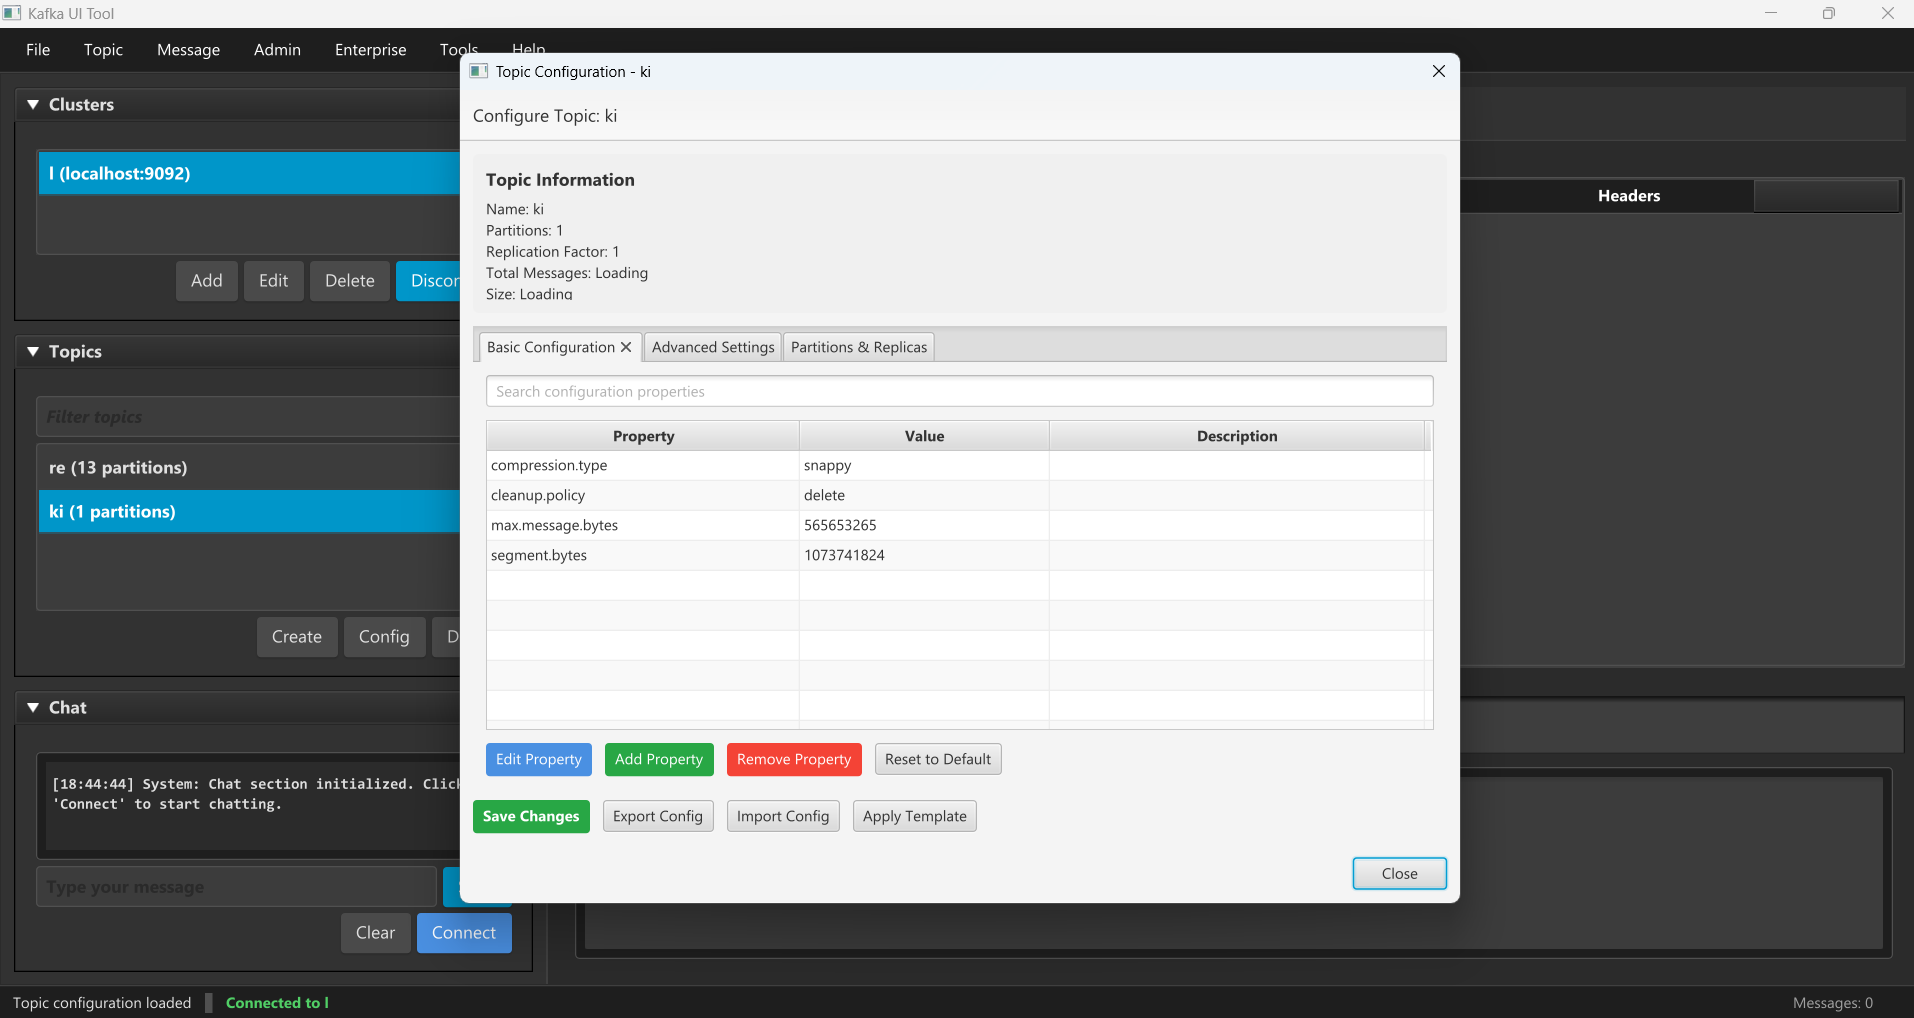 Kafka UI Tool
File Topic Message Admin Enterprise Tools Help
Topic Configuration - ki
Configure Topic: ki
Clusters
l (localhost:9092)
Add Edit Delete
Topics
Filter topics
re (13 partitions)
ki (1 partitions)
Create Config
Chat
[18:44:44] System: Chat section initialized.
'Connect' to start chatting.
Type your message
Clear Connect
Topic Information
Name: ki
Partitions: 1
Replication Factor: 1
Total Messages: Loading
Size: Loading
Basic Configuration Advanced Settings Partitions & Replicas
Search configuration properties
Property Value Description
compression.type snappy
cleanup.policy delete
max.message.bytes 565653265
segment.bytes 1073741824
Edit Property Add Property Remove Property Reset to Default
Save Changes Export Config Import Config Apply Template
Close
Headers
Topic configuration loaded Connected to l Messages: 0